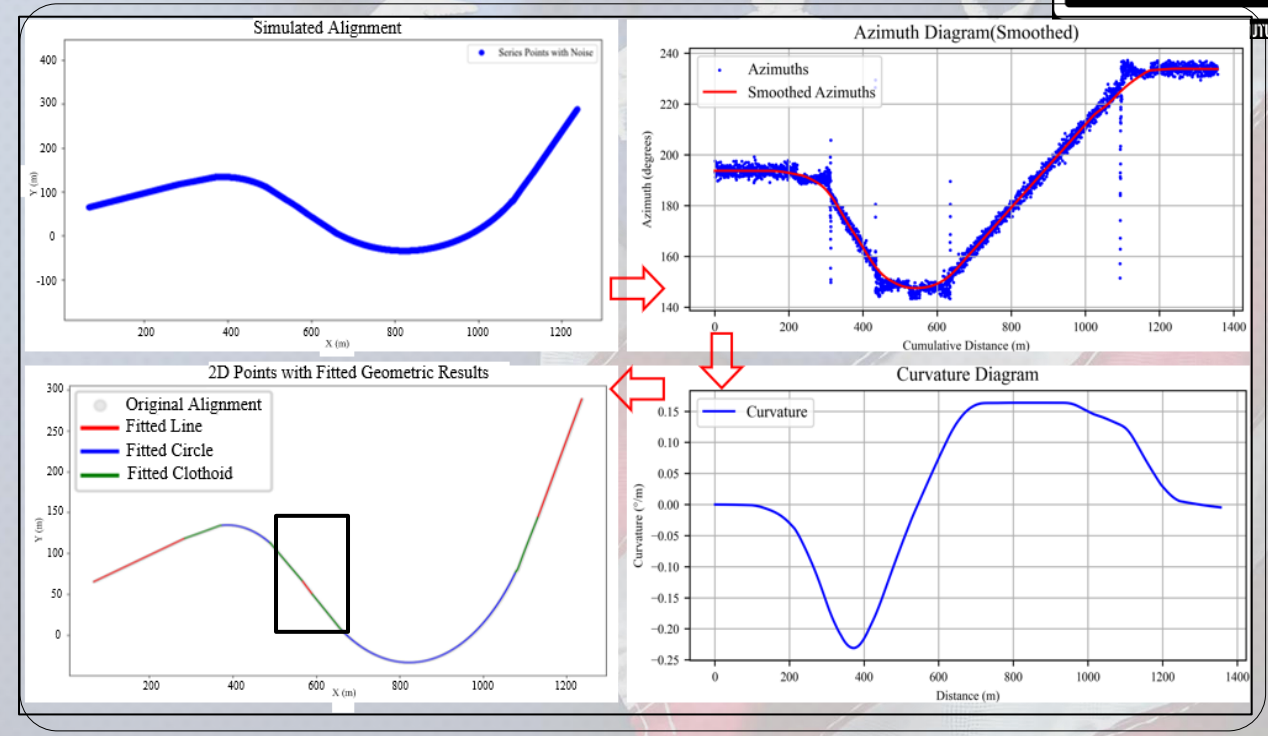 Simulated Alignment
Series Points with Noise
400
300
200
100
0
-100
Y (m)
200 400 600 800 1000 1200
X (m)
Azimuth Diagram(Smoothed)
Azimuths
Smoothed Azimuths
240
220
200
180
160
140
Azimuth (degrees)
0 200 400 600 800 1000 1200 1400
Cumulative Distance (m)
2D Points with Fitted Geometric Results
Original Alignment
Fitted Line
Fitted Circle
Fitted Clothoid
300
250
200
150
100
50
0
Y (m)
200 400 600 800 1000 1200
X (m)
Curvature Diagram
Curvature
0.15
0.10
0.05
0.00
−0.05
−0.10
−0.15
−0.20
−0.25
Curvature (°/m)
0 200 400 600 800 1000 1200 1400
Distance (m)